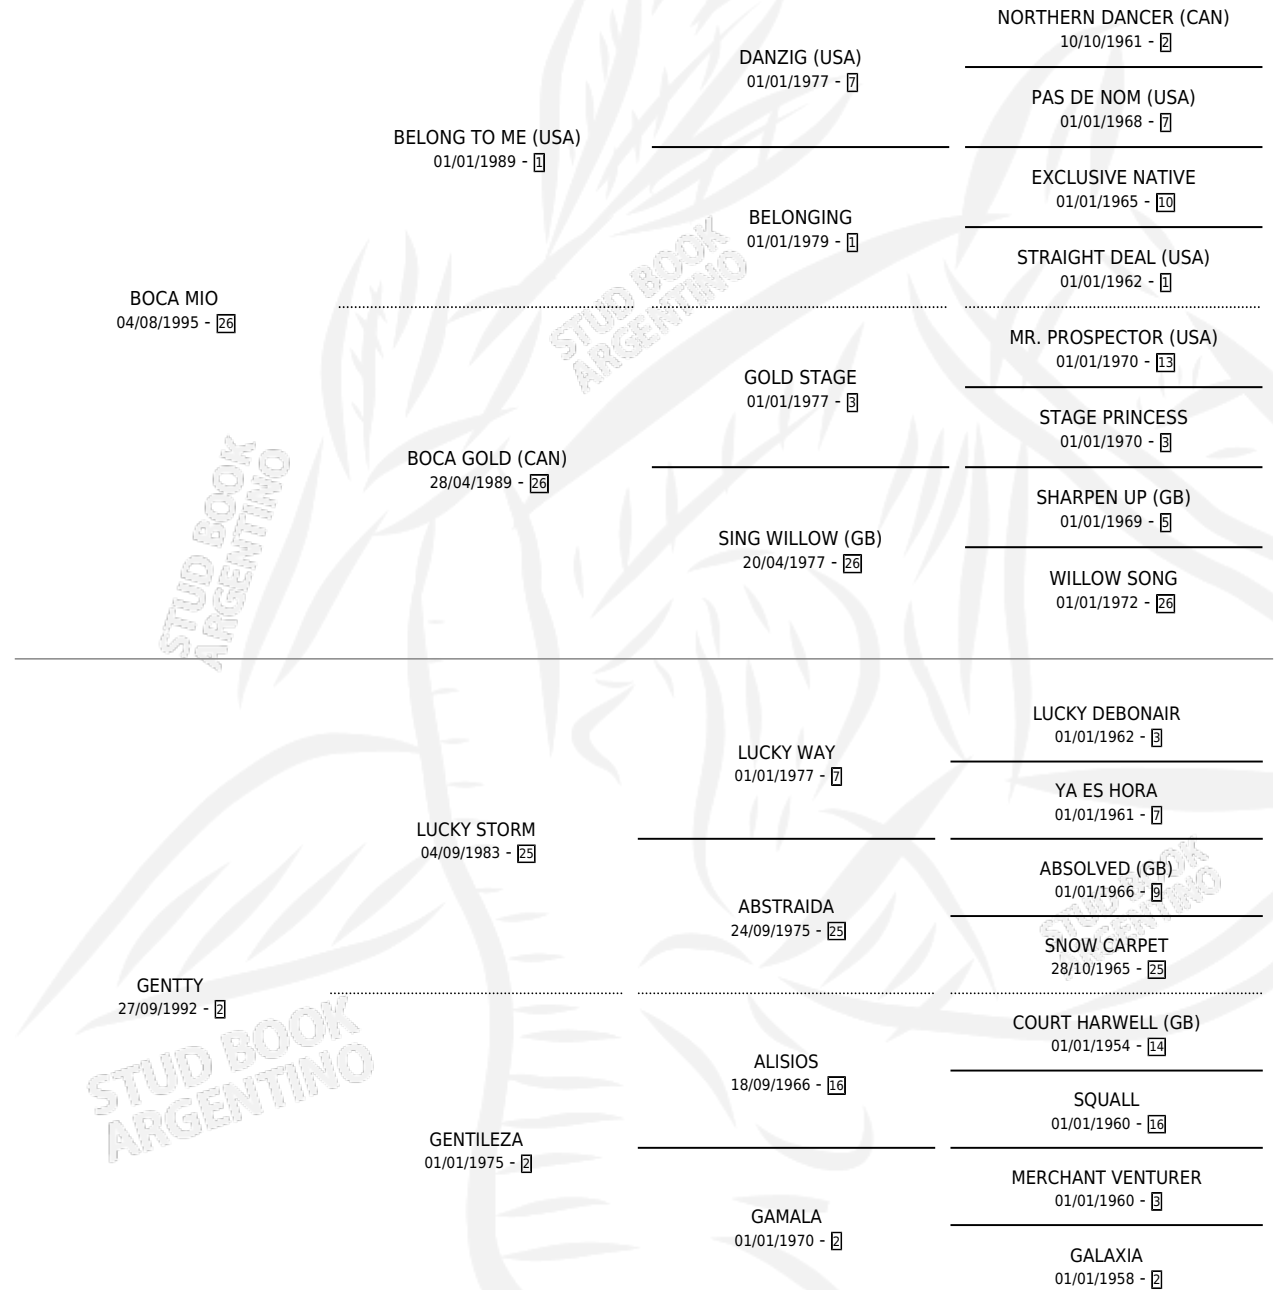 NORTHERN DANCER (CAN)
10/10/1961 - 2
DANZIG (USA)
01/01/1977 - 7
PAS DE NOM (USA)
01/01/1968 - 7
BELONG TO ME (USA)
01/01/1989 - 1
EXCLUSIVE NATIVE
01/01/1965 - 10
BELONGING
01/01/1979 - 1
STRAIGHT DEAL (USA)
01/01/1962 - 1
BOCA MIO
04/08/1995 - 26
STUD BOOK
ARGENTINO
MR. PROSPECTOR (USA)
01/01/1970 - 13
GOLD STAGE
01/01/1977 - 3
STAGE PRINCESS
01/01/1970 - 3
BOCA GOLD (CAN)
28/04/1989 - 26
SHARPEN UP (GB)
01/01/1969 - 5
SING WILLOW (GB)
20/04/1977 - 26
WILLOW SONG
01/01/1972 - 26
STUD BOOK
ARGENTINO
LUCKY DEBONAIR
01/01/1962 - 3
LUCKY WAY
01/01/1977 - 7
YA ES HORA
01/01/1961 - 7
LUCKY STORM
04/09/1983 - 25
ABSOLVED (GB)
01/01/1966 - 9
ABSTRAIDA
24/09/1975 - 25
SNOW CARPET
28/10/1965 - 25
STUD BOOK
ARGENTINO
GENTTY
27/09/1992 - 2
COURT HARWELL (GB)
01/01/1954 - 14
ALISIOS
18/09/1966 - 16
SQUALL
01/01/1960 - 16
STUD BOOK
ARGENTINO
GENTILEZA
01/01/1975 - 2
MERCHANT VENTURER
01/01/1960 - 3
GAMALA
01/01/1970 - 2
GALAXIA
01/01/1958 - 2